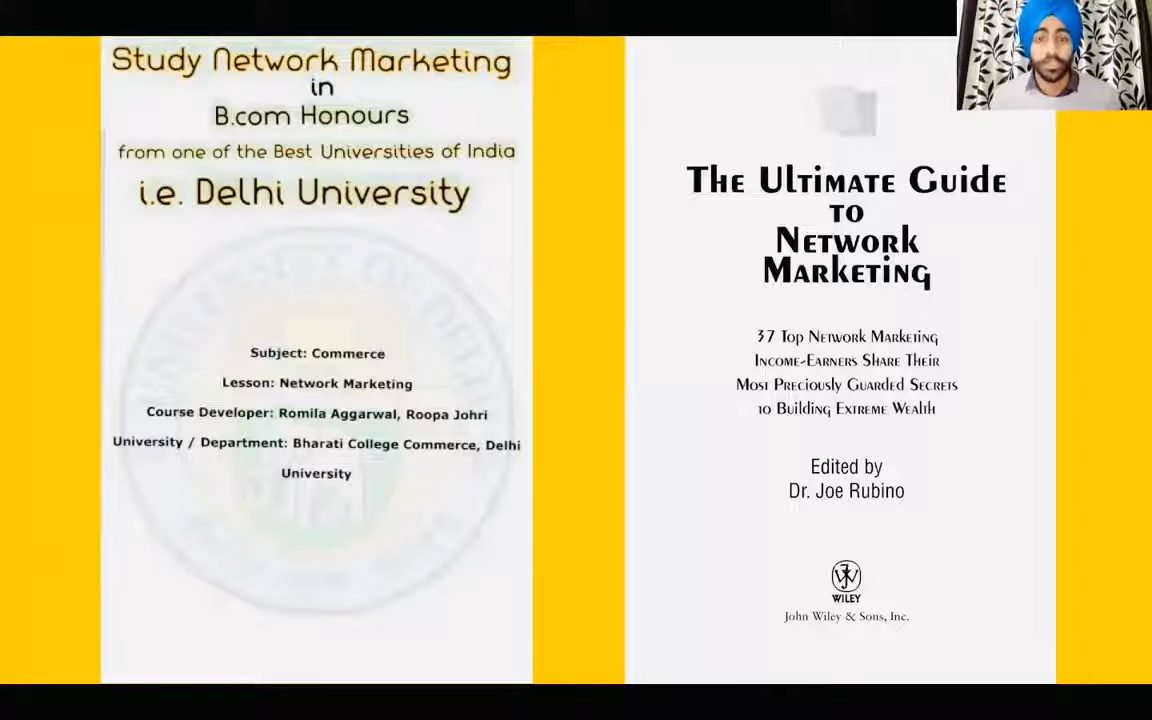 Study Network Marketing
in
B.com Honours
from one of the Best Universities of India
i.e. Delhi University
Subject: Commerce
Lesson: Network Marketing
Course Developer: Romila Aggarwal, Roopa Johri
University / Department: Bharati College Commerce, Delhi
University
The Ultimate Guide
to
Network
Marketing
37 Top Network Marketing
Income-Earners Share Their
Most Preciously Guarded Secrets
to Building Extreme Wealth
Edited by
Dr. Joe Rubino
WILEY
John Wiley & Sons, Inc.